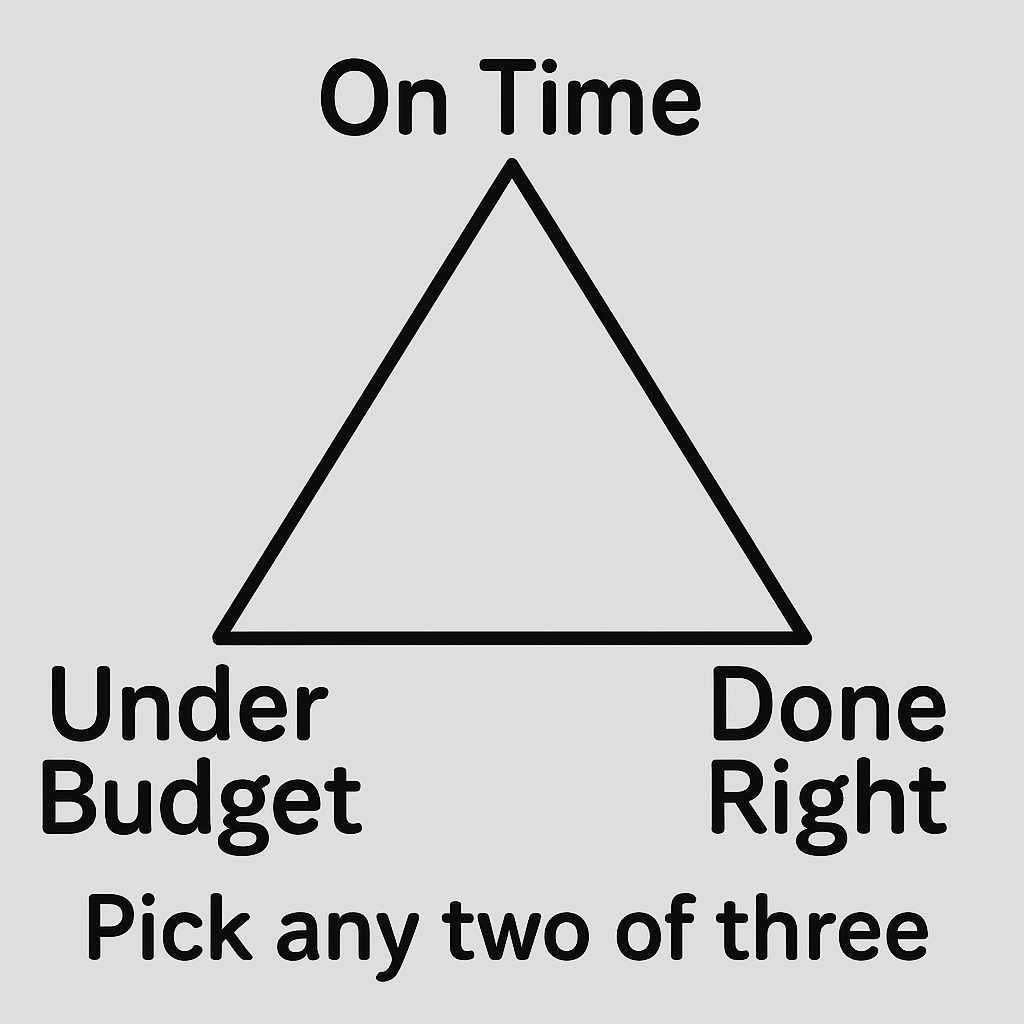 On Time
Under
Budget
Done
Right
Pick any two of three